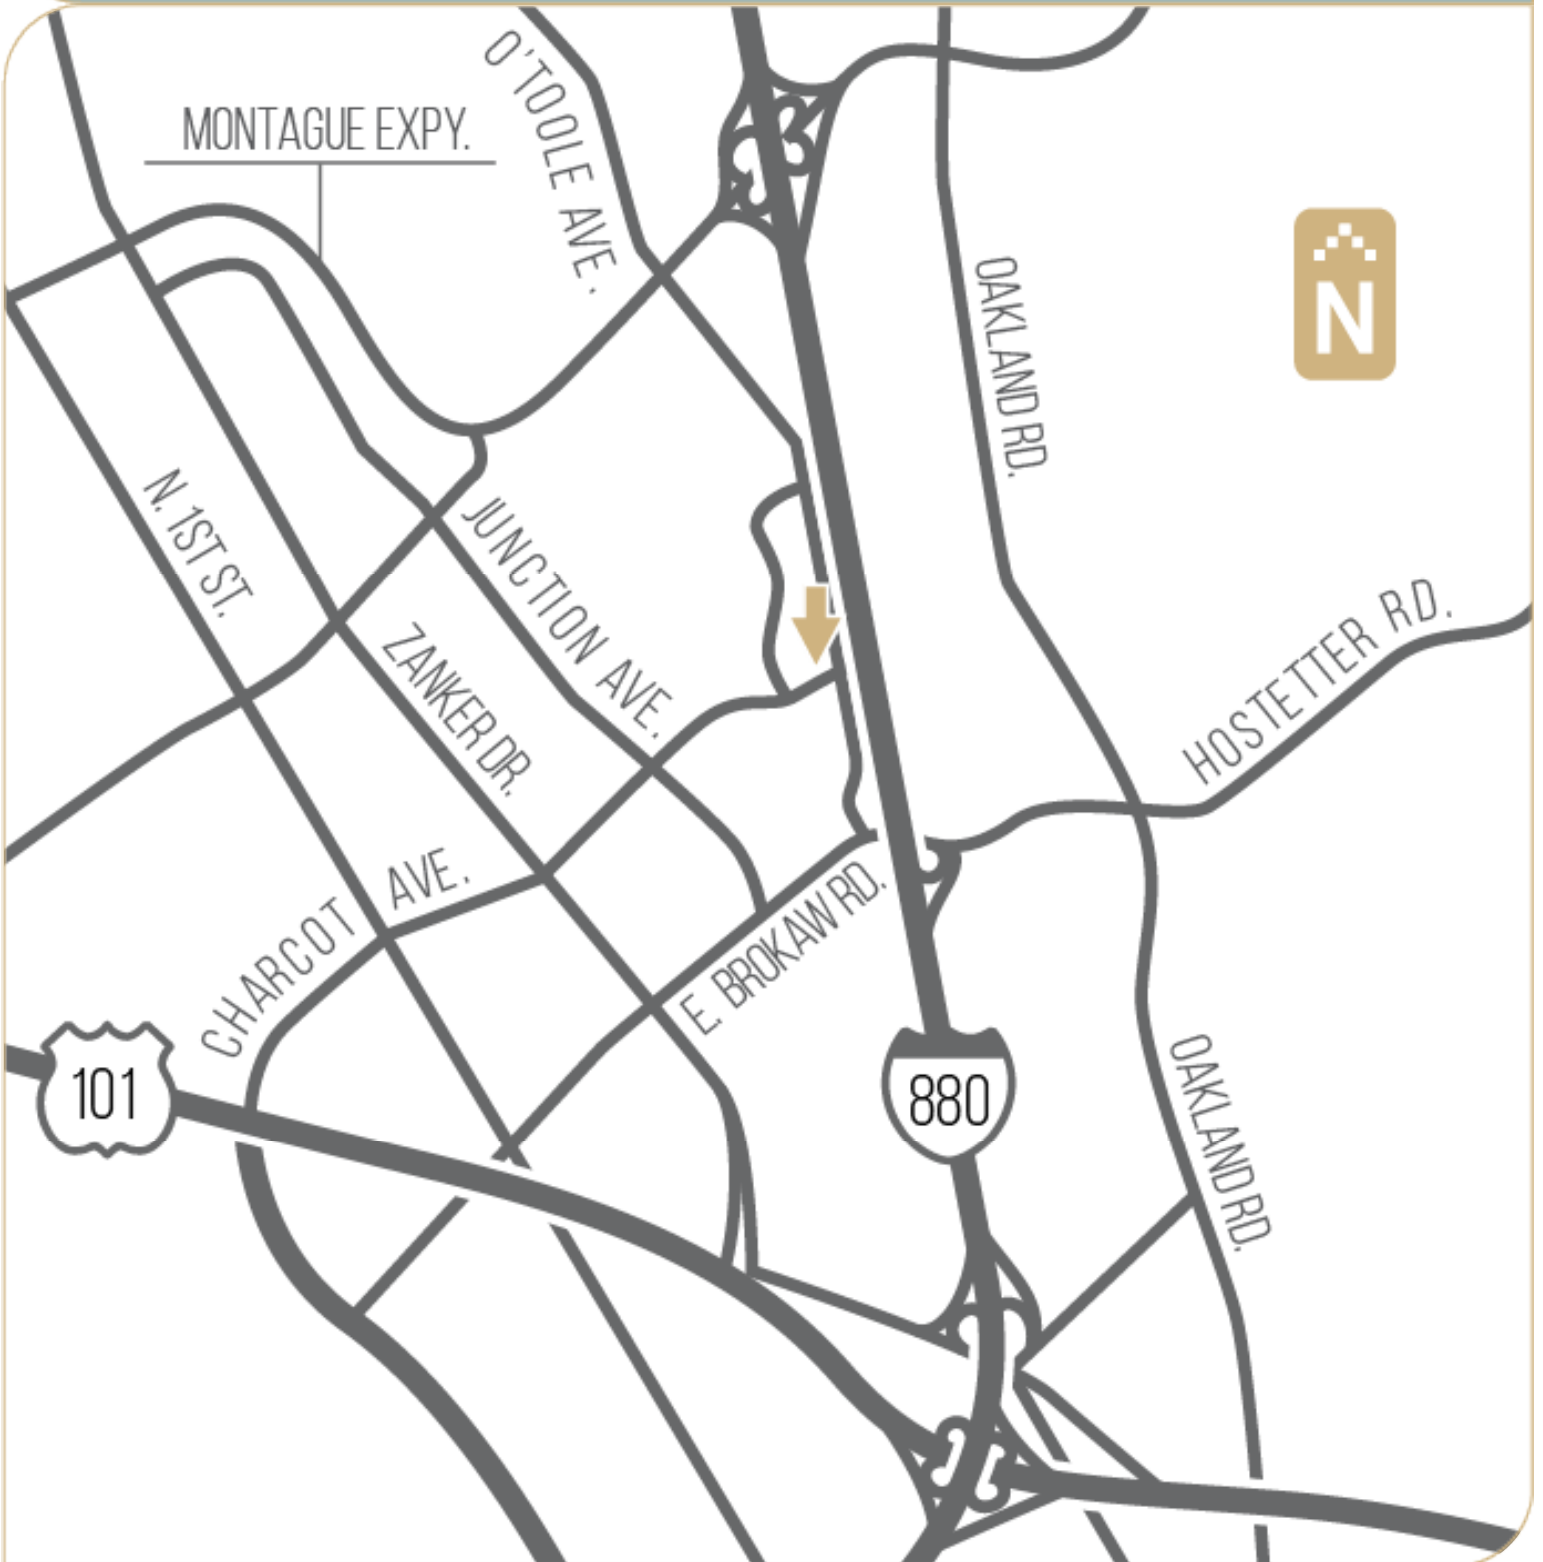 O'TOOLE AVE.
MONTAGUE EXPY.
N
OAKLAND RD.
N. 1ST ST.
JUNCTION AVE.
ZANKER DR.
HOSTETTER RD.
CHARCOT AVE.
E. BROKAW RD.
101
880
OAKLAND RD.